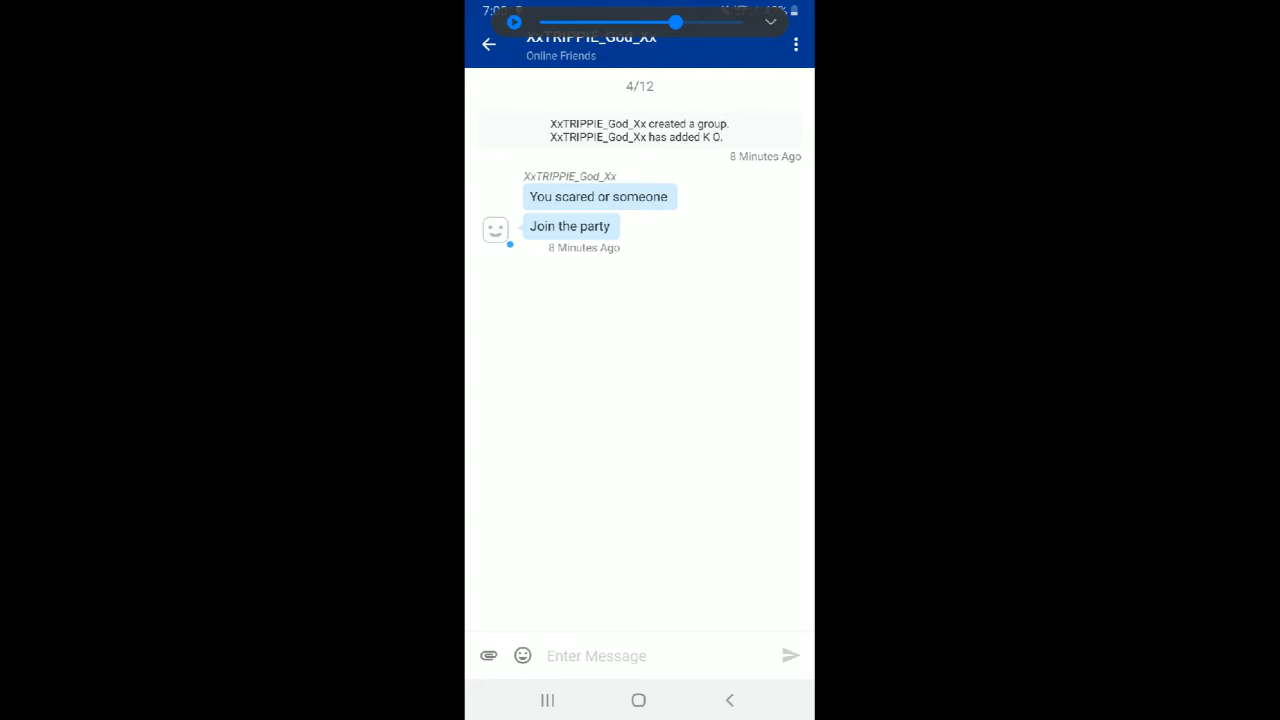 XxTRIPPIE_God_Xx
Online Friends
4/12
XxTRIPPIE_God_Xx created a group.
XxTRIPPIE_God_Xx has added K O.
8 Minutes Ago
XxTRIPPIE_God_Xx
You scared or someone
Join the party
8 Minutes Ago
Enter Message